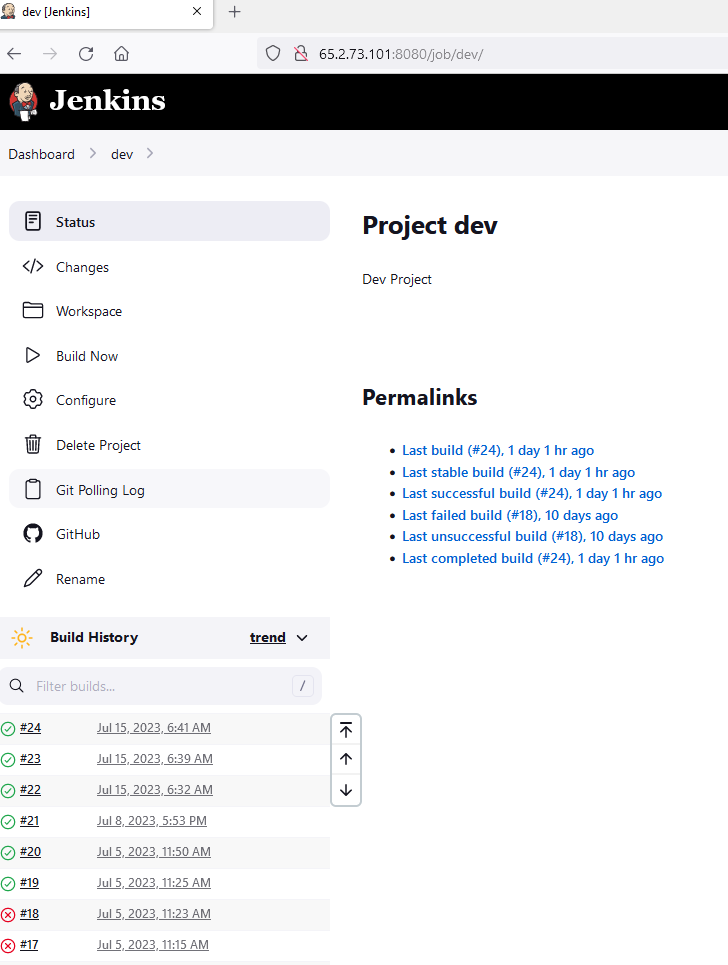 dev [Jenkins]
65.2.73.101:8080/job/dev/
Jenkins
Dashboard
dev
Status
Changes
Workspace
Build Now
Configure
Delete Project
Git Polling Log
GitHub
Rename
Project dev
Dev Project
Permalinks
Last build (#24), 1 day 1 hr ago
Last stable build (#24), 1 day 1 hr ago
Last successful build (#24), 1 day 1 hr ago
Last failed build (#18), 10 days ago
Last unsuccessful build (#18), 10 days ago
Last completed build (#24), 1 day 1 hr ago
Build History trend
Filter builds... /
#24 Jul 15, 2023, 6:41 AM
#23 Jul 15, 2023, 6:39 AM
#22 Jul 15, 2023, 6:32 AM
#21 Jul 8, 2023, 5:53 PM
#20 Jul 5, 2023, 11:50 AM
#19 Jul 5, 2023, 11:25 AM
#18 Jul 5, 2023, 11:23 AM
#17 Jul 5, 2023, 11:15 AM